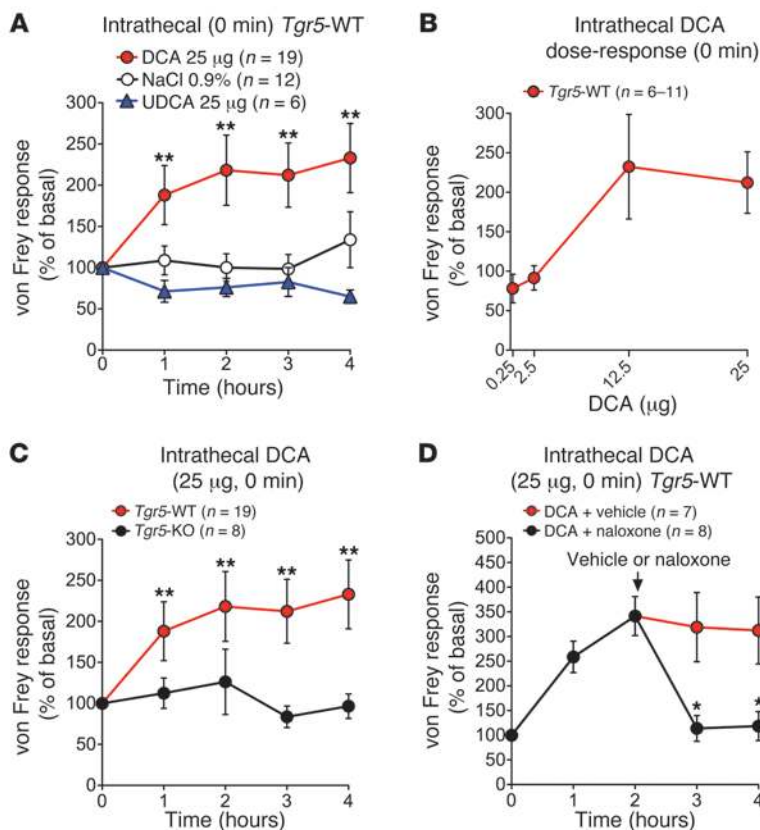 A
Intrathecal (0 min) Tgr5-WT
DCA 25 μg (n = 19)
NaCl 0.9% (n = 12)
UDCA 25 μg (n = 6)
von Frey response
(% of basal)
300
250
200
150
100
50
0
** ** ** **
0 1 2 3 4
Time (hours)
B
Intrathecal DCA
dose-response (0 min)
Tgr5-WT (n = 6–11)
von Frey response
(% of basal)
300
250
200
150
100
50
0
0.25 2.5 12.5 25
DCA (μg)
C
Intrathecal DCA
(25 μg, 0 min)
Tgr5-WT (n = 19)
Tgr5-KO (n = 8)
von Frey response
(% of basal)
300
250
200
150
100
50
0
** ** ** **
0 1 2 3 4
Time (hours)
D
Intrathecal DCA
(25 μg, 0 min) Tgr5-WT
DCA + vehicle (n = 7)
DCA + naloxone (n = 8)
Vehicle or naloxone
von Frey response
(% of basal)
500
450
400
350
300
250
200
150
100
50
0
* *
0 1 2 3 4
Time (hours)